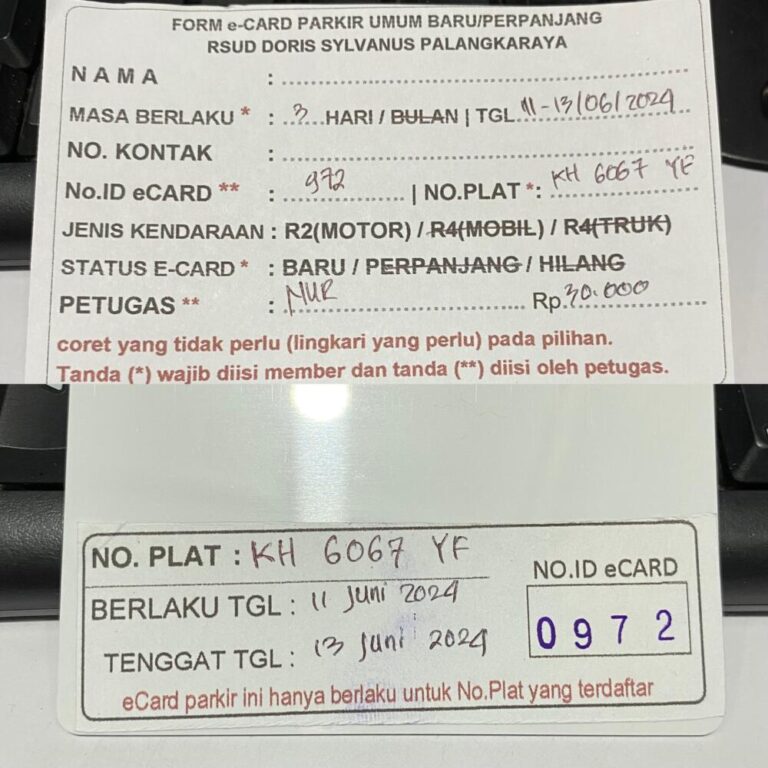 FORM e-CARD PARKIR UMUM BARU/PERPANJANG
RSUD DORIS SYLVANUS PALANGKARAYA
NAMA : ..........
MASA BERLAKU * : ..3...HARI / BULAN | TGL. 11-13/06/2024
NO. KONTAK : ..........
No.ID eCARD ** : 972 | NO.PLAT *: KH 6067 YF
JENIS KENDARAAN : R2(MOTOR) / R4(MOBIL) / R4(TRUK)
STATUS E-CARD * : BARU / PERPANJANG / HILANG
PETUGAS ** : NUR Rp.30.000
coret yang tidak perlu (lingkari yang perlu) pada pilihan.
Tanda (*) wajib diisi member dan tanda (**) diisi oleh petugas.
NO. PLAT : KH 6067 YF
BERLAKU TGL : 11 Juni 2024
TENGGAT TGL : 13 Juni 2024
NO.ID eCARD
0972
eCard parkir ini hanya berlaku untuk No.Plat yang terdaftar